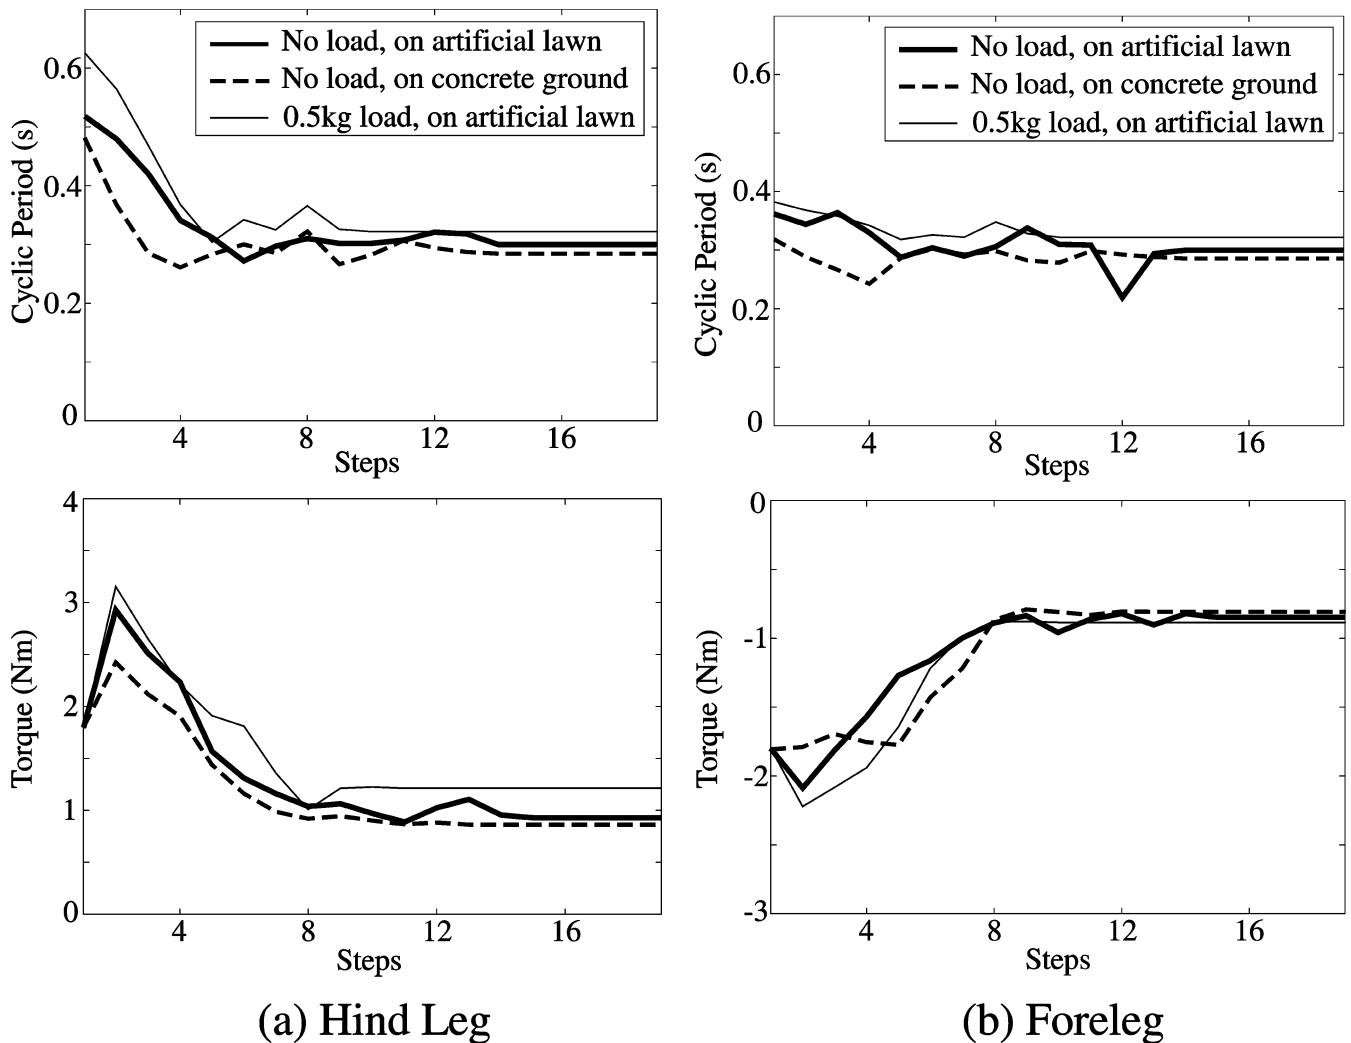 No load, on artificial lawn
No load, on concrete ground
0.5kg load, on artificial lawn
Cyclic Period (s)
0.6
0.4
0.2
0
4
8
12
16
Steps
No load, on artificial lawn
No load, on concrete ground
0.5kg load, on artificial lawn
Cyclic Period (s)
0.6
0.4
0.2
0
4
8
12
16
Steps
Torque (Nm)
4
3
2
1
0
4
8
12
16
Steps
(a) Hind Leg
Torque (Nm)
0
-1
-2
-3
4
8
12
16
Steps
(b) Foreleg